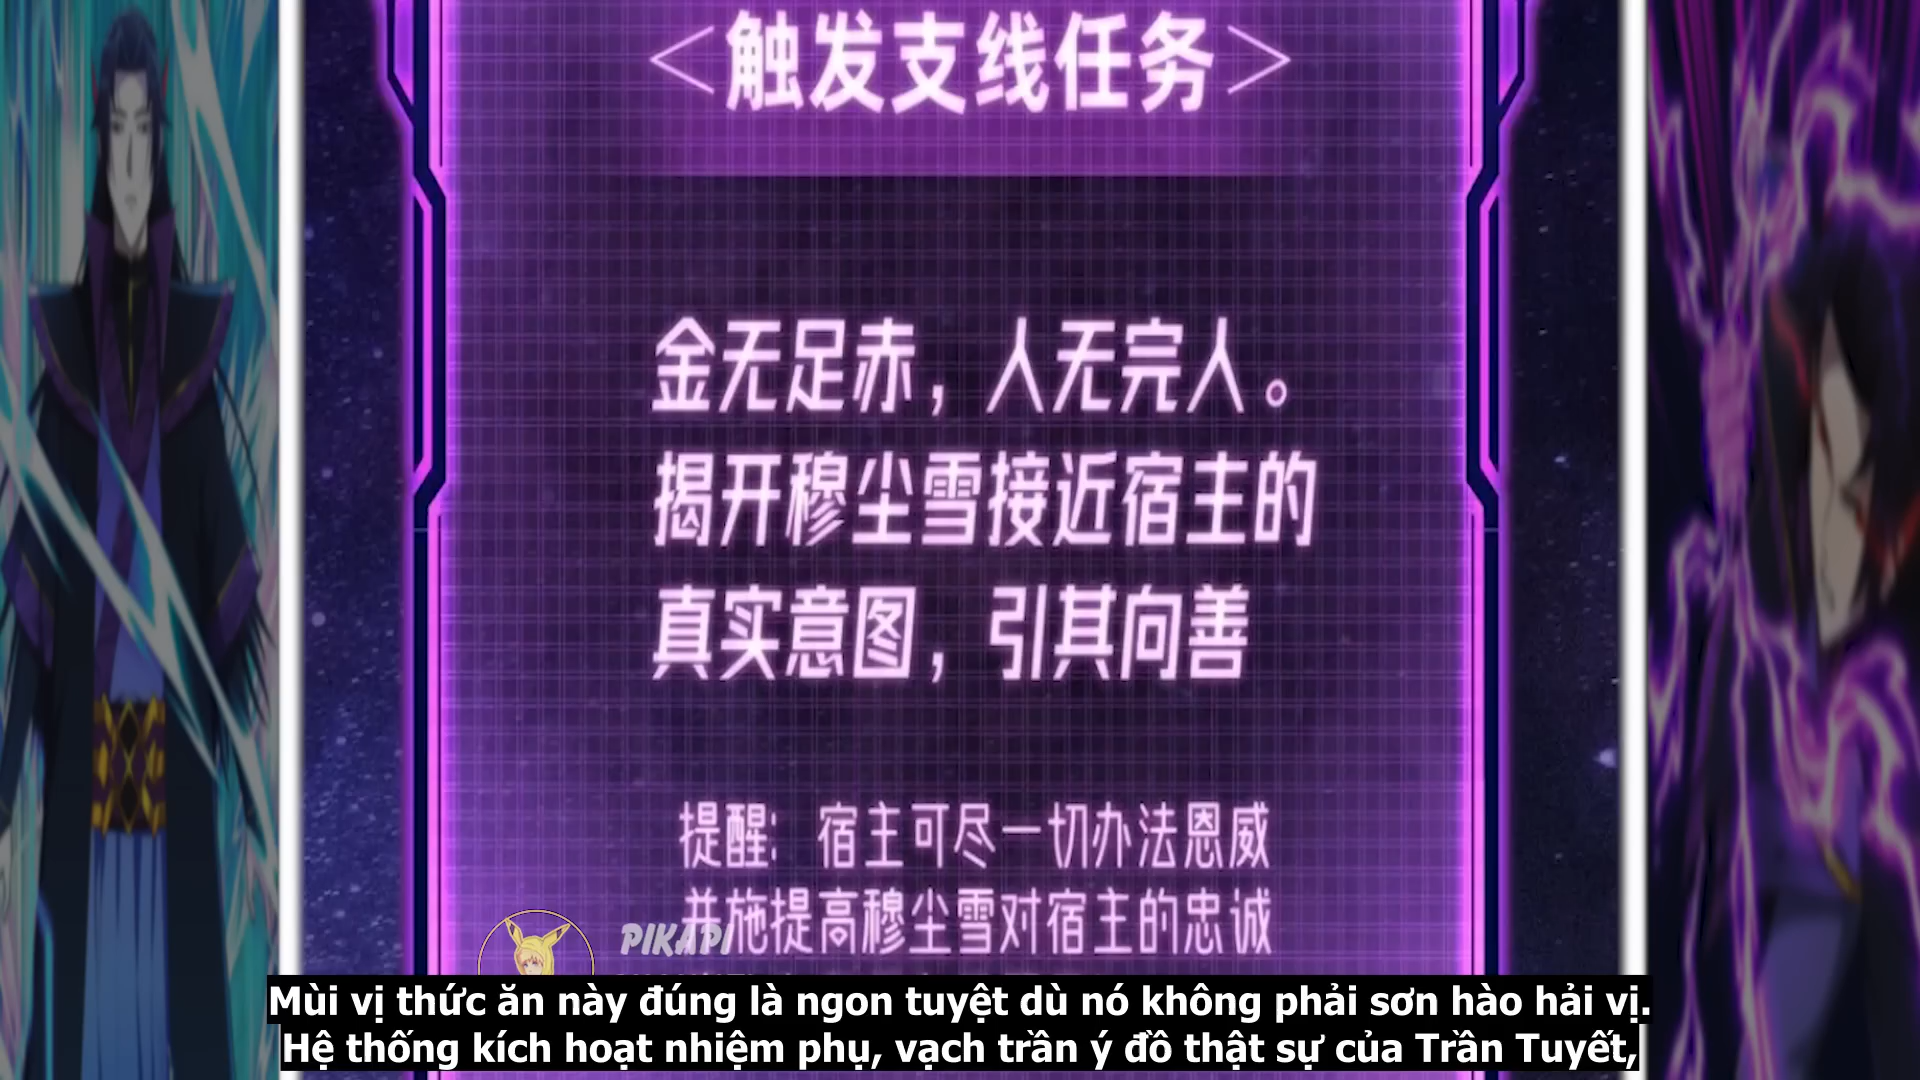 <触发支线任务>
金无足赤，人无完人。
揭开穆尘雪接近宿主的
真实意图，引其向善
提醒：宿主可尽一切办法恩威
并施提高穆尘雪对宿主的忠诚
PIKAPI
Mùi vị thức ăn này đúng là ngon tuyệt dù nó không phải sơn hào hải vị.
Hệ thống kích hoạt nhiệm phụ, vạch trần ý đồ thật sự của Trần Tuyết,